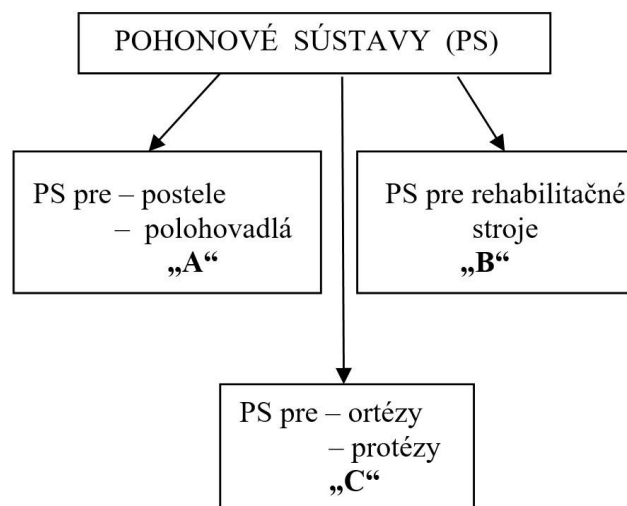 POHONOVÉ SÚSTAVY (PS)
PS pre – postele
– polohovadlá
„A“
PS pre rehabilitačné
stroje
„B“
PS pre – ortézy
– protézy
„C“